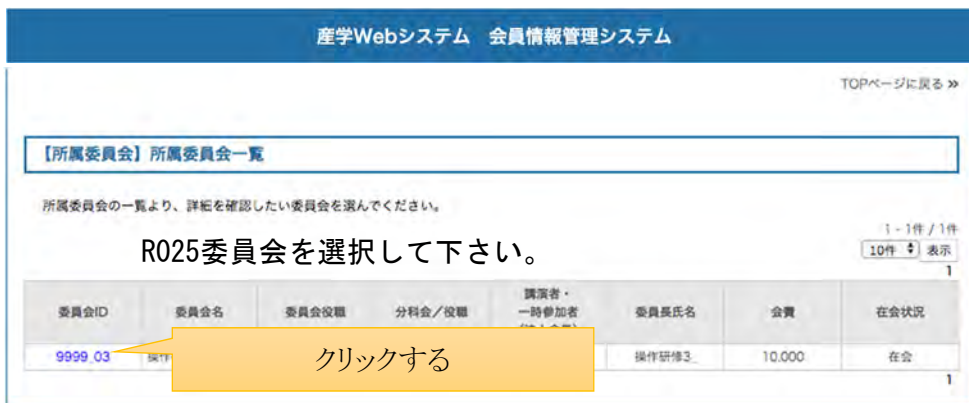 産学Webシステム　会員情報管理システム
TOPページに戻る »
【所属委員会】所属委員会一覧
所属委員会の一覧より、詳細を確認したい委員会を選んでください。
1 - 1件 / 1件
R025委員会を選択して下さい。
10件 表示
1
委員会ID 委員会名 委員会役職 分科会／役職 講演者・ 一時参加者 委員長氏名 会費 在会状況
9999_03 操作 クリックする 操作研修3_ 10,000 在会
1